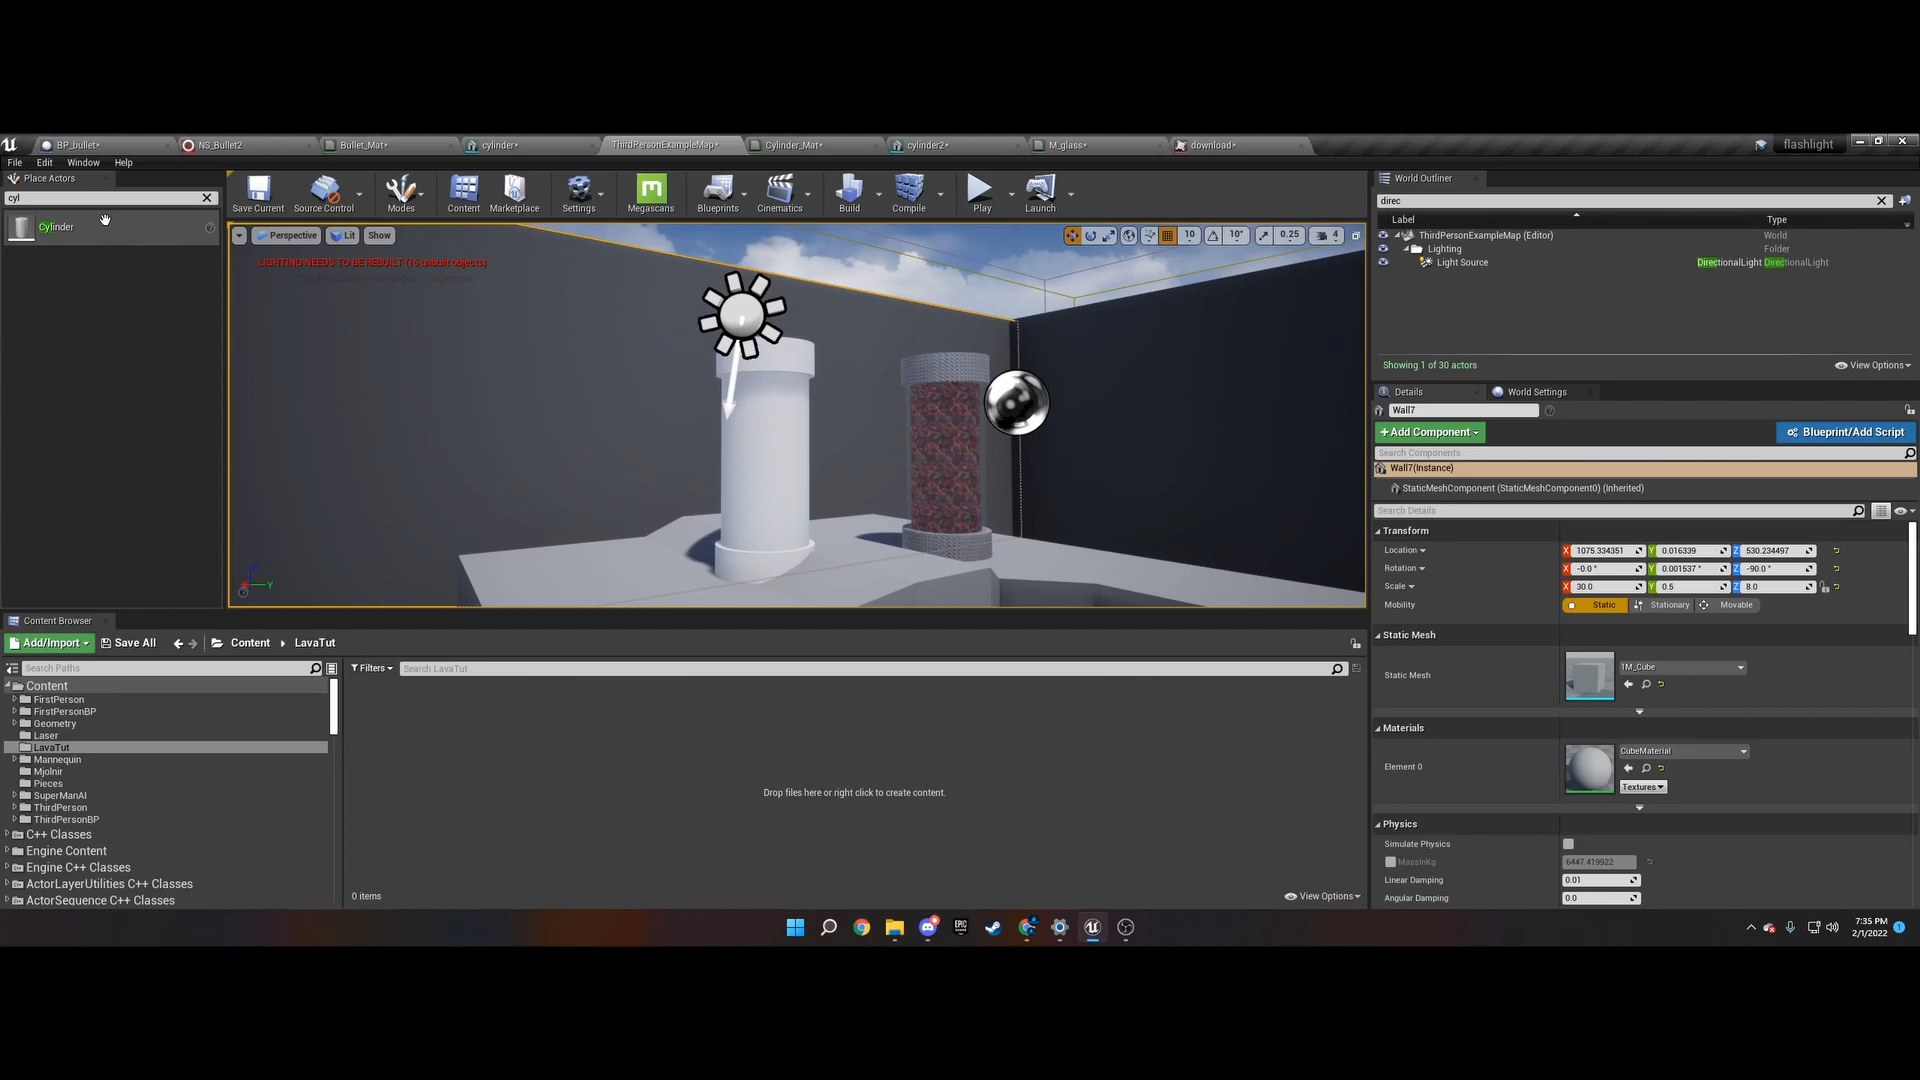 BP_bullet*
NS_Bullet2
Bullet_Mat*
cylinder*
ThirdPersonExampleMap*
Cylinder_Mat*
cylinder2*
M_glass*
download*
flashlight
File Edit Window Help
Place Actors
cyl
Cylinder
Save Current
Source Control
Modes
Content
Marketplace
Settings
Megascans
Blueprints
Cinematics
Build
Compile
Play
Launch
Perspective
Lit
Show
10
10°
0.25
4
LIGHTING NEEDS TO BE REBUILT (16 unbuilt objects)
World Outliner
direc
Label Type
ThirdPersonExampleMap (Editor) World
Lighting Folder
Light Source DirectionalLight DirectionalLight
Showing 1 of 30 actors
View Options
Details
World Settings
Wall7
+Add Component
Blueprint/Add Script
Search Components
Wall7(Instance)
StaticMeshComponent (StaticMeshComponent0) (Inherited)
Search Details
Transform
Location X 1075.334351 Y 0.016339 Z 530.234497
Rotation X -0.0 ° Y 0.001537 ° Z -90.0 °
Scale X 30.0 Y 0.5 Z 8.0
Mobility Static Stationary Movable
Static Mesh
Static Mesh
1M_Cube
Materials
Element 0
CubeMaterial
Textures
Physics
Simulate Physics
MassInKg 6447.419922
Linear Damping 0.01
Angular Damping 0.0
Content Browser
Add/Import
Save All
Content
LavaTut
Search Paths
Filters
Search LavaTut
Content
FirstPerson
FirstPersonBP
Geometry
Laser
LavaTut
Mannequin
Mjolnir
Pieces
SuperManAI
ThirdPerson
ThirdPersonBP
C++ Classes
Engine Content
Engine C++ Classes
ActorLayerUtilities C++ Classes
ActorSequence C++ Classes
Drop files here or right click to create content.
0 items
View Options
EPIC
7:35 PM
2/1/2022
1